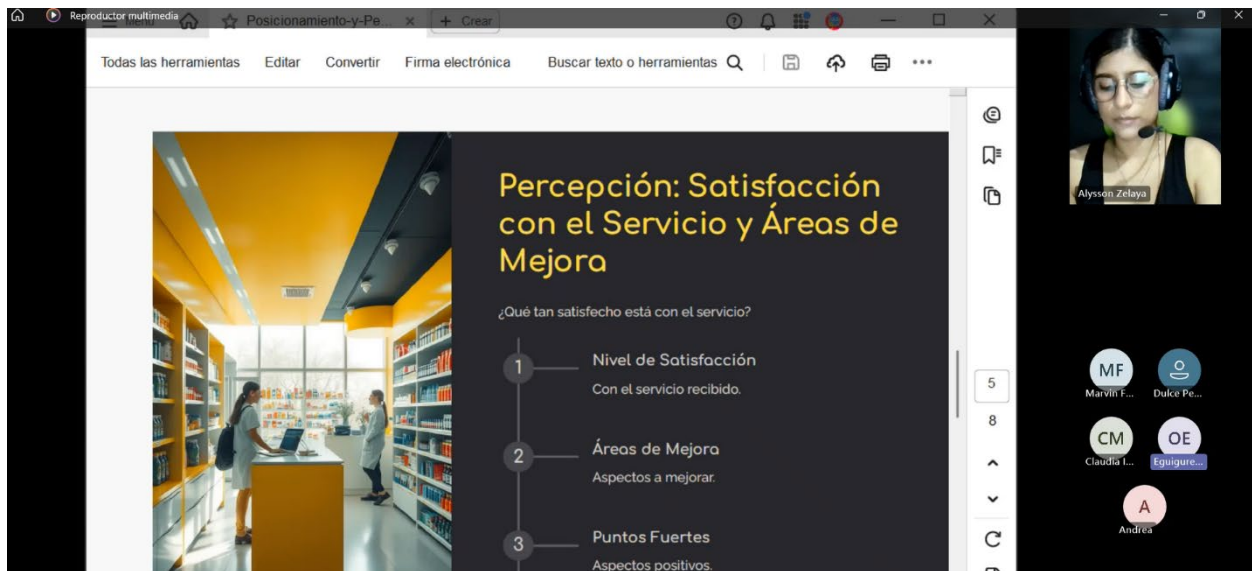 Reproductor multimedia
Menú
Posicionamiento-y-Pe...
+ Crear
Todas las herramientas
Editar
Convertir
Firma electrónica
Buscar texto o herramientas
Percepción: Satisfacción
con el Servicio y Áreas de
Mejora
¿Qué tan satisfecho está con el servicio?
1
Nivel de Satisfacción
Con el servicio recibido.
2
Áreas de Mejora
Aspectos a mejorar.
3
Puntos Fuertes
Aspectos positivos.
5
8
Alysson Zelaya
MF
Marvin F...
Dulce Pe...
CM
Claudia I...
OE
Eguigure...
A
Andrea